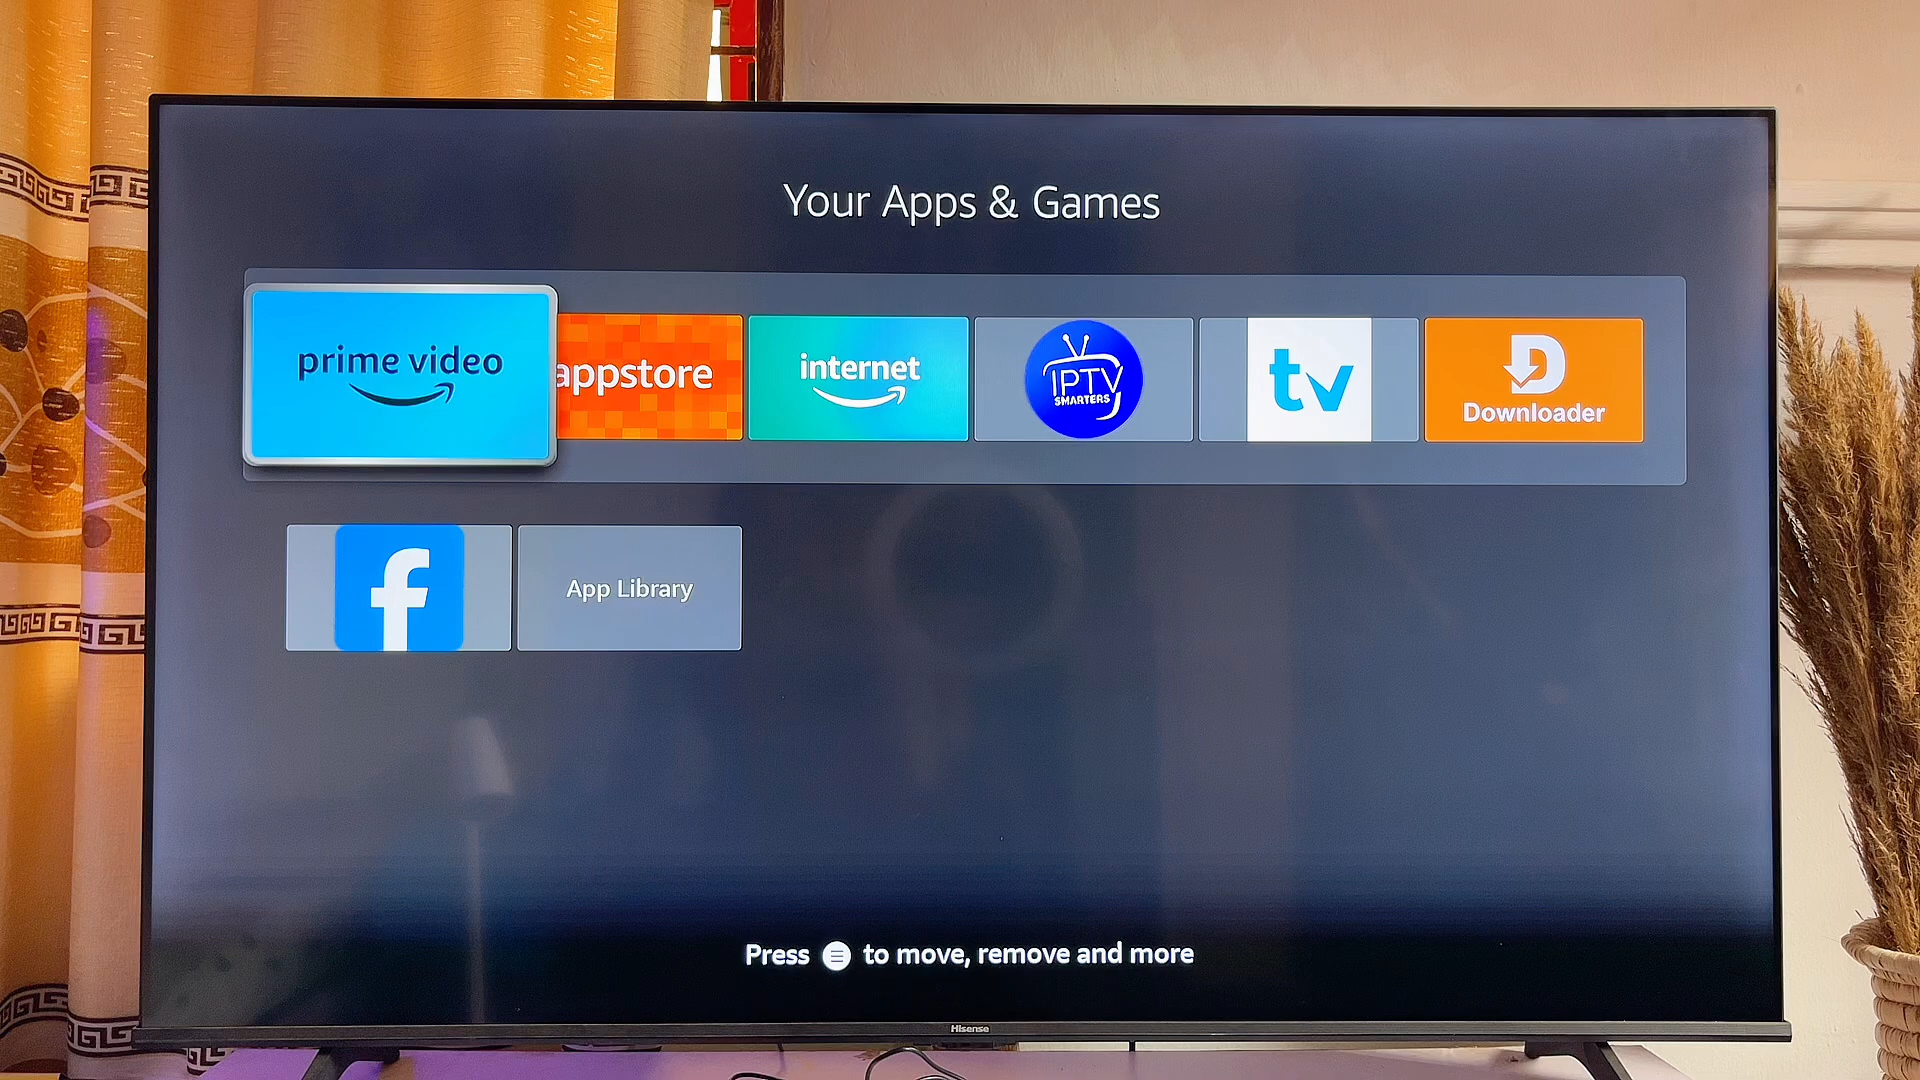 Your Apps & Games
prime video
appstore
internet
IPTV
SMARTERS
tv
Downloader
f
App Library
Press to move, remove and more
Hisense